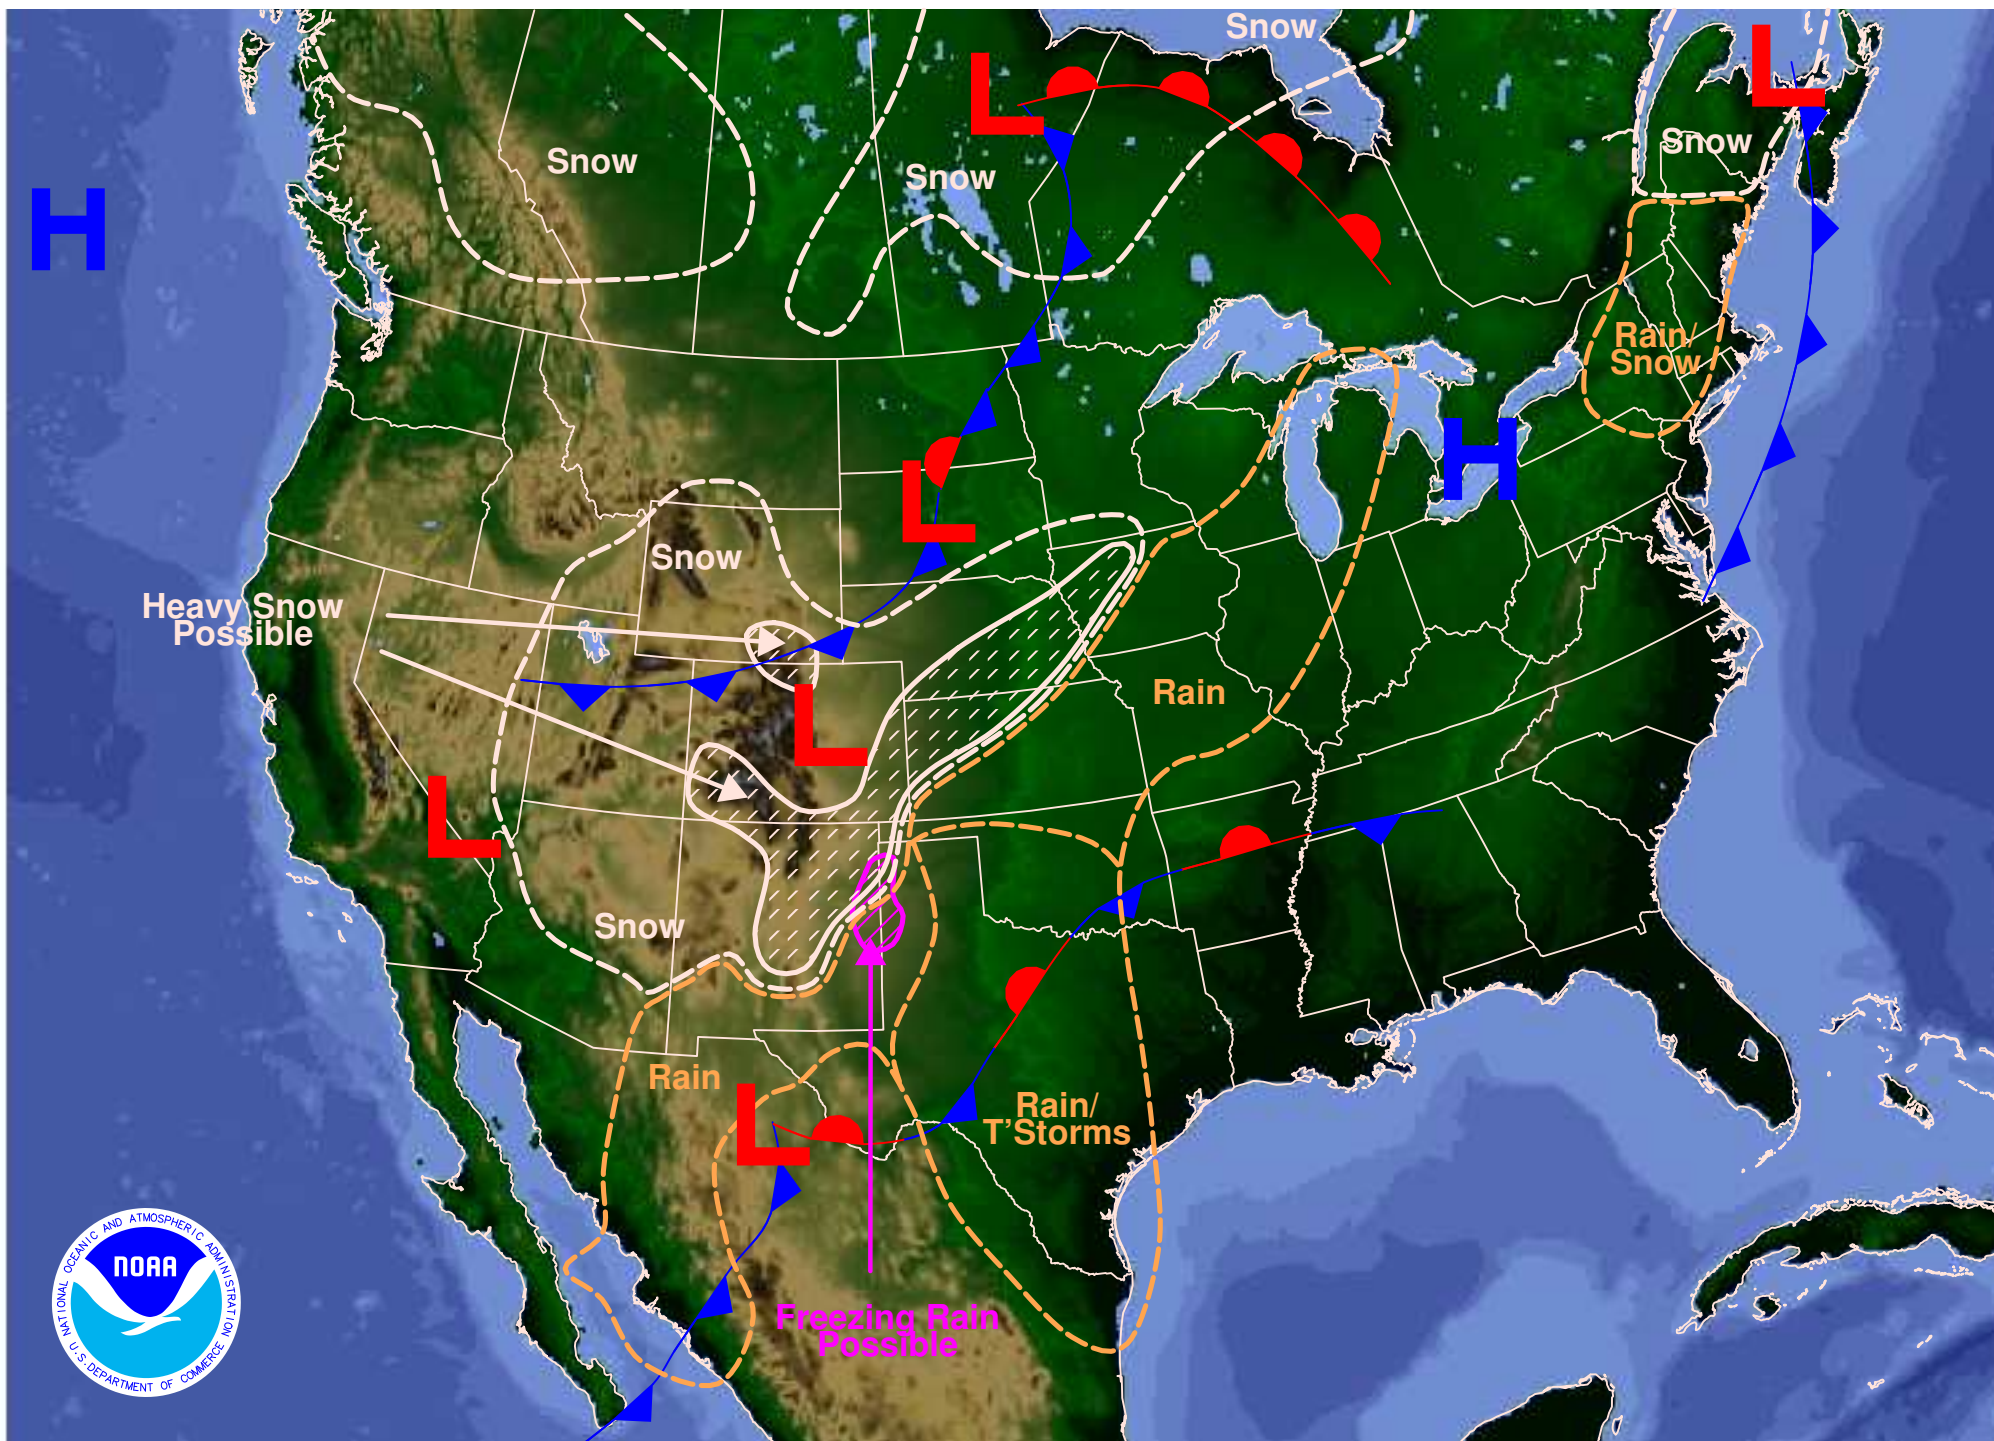 Snow
L
L
Snow
Snow
Snow
H
Rain/
Snow
H
L
Snow
Heavy Snow
Possible
Rain
L
L
Snow
Rain
L
Rain/
T'Storms
Freezing Rain
Possible
NATIONAL OCEANIC AND ATMOSPHERIC ADMINISTRATION
NOAA
U.S. DEPARTMENT OF COMMERCE